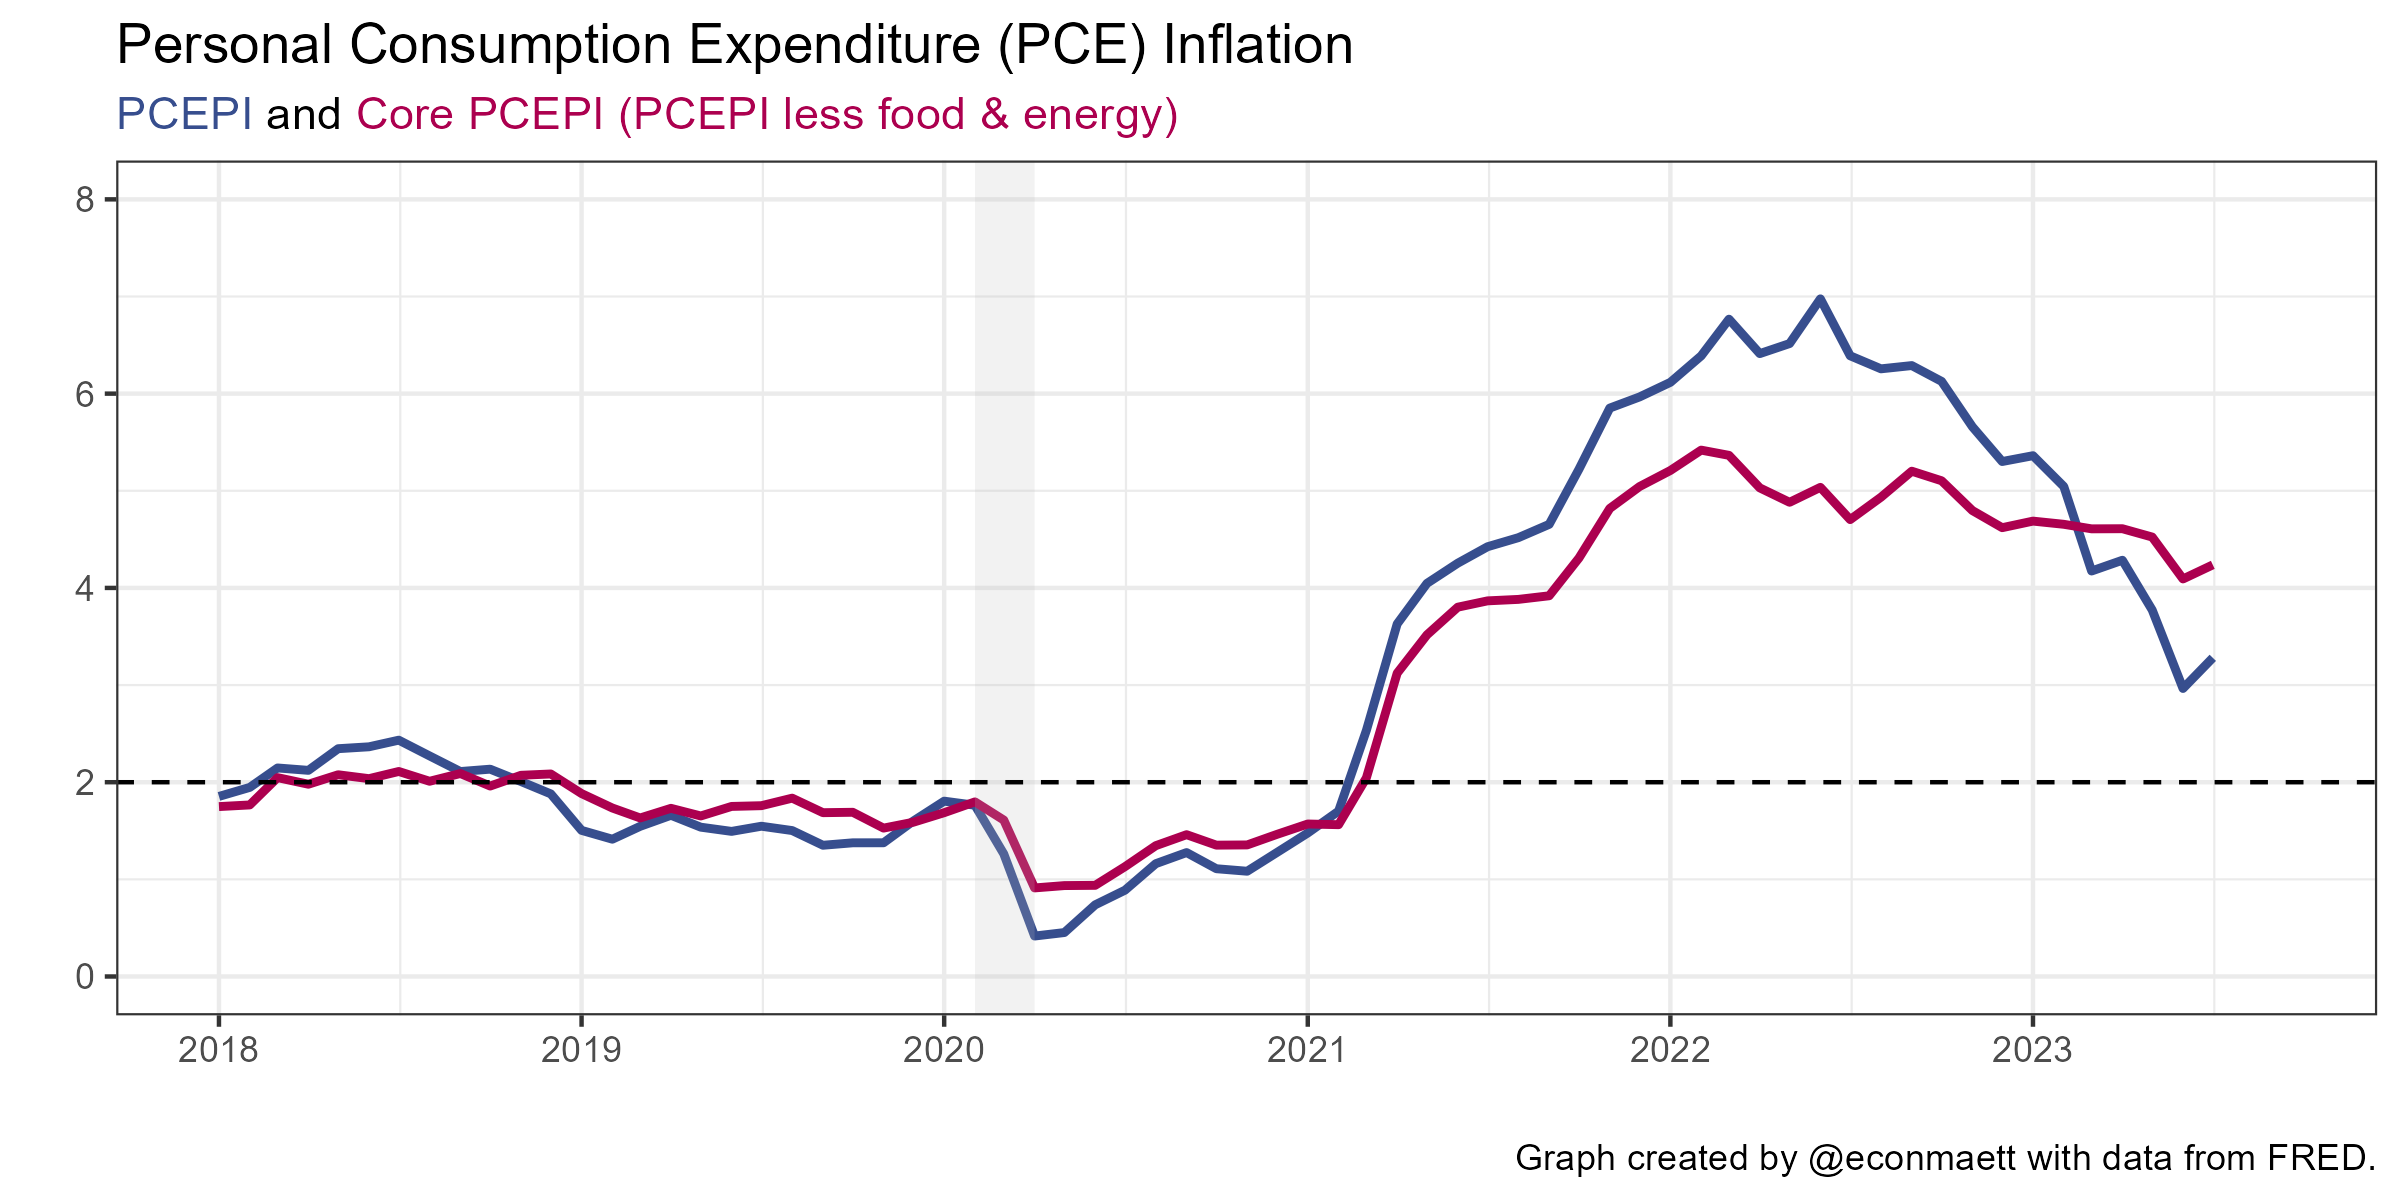 Personal Consumption Expenditure (PCE) Inflation
PCEPI and Core PCEPI (PCEPI less food & energy)
8
6
4
2
0
2018 2019 2020 2021 2022 2023
Graph created by @econmaett with data from FRED.